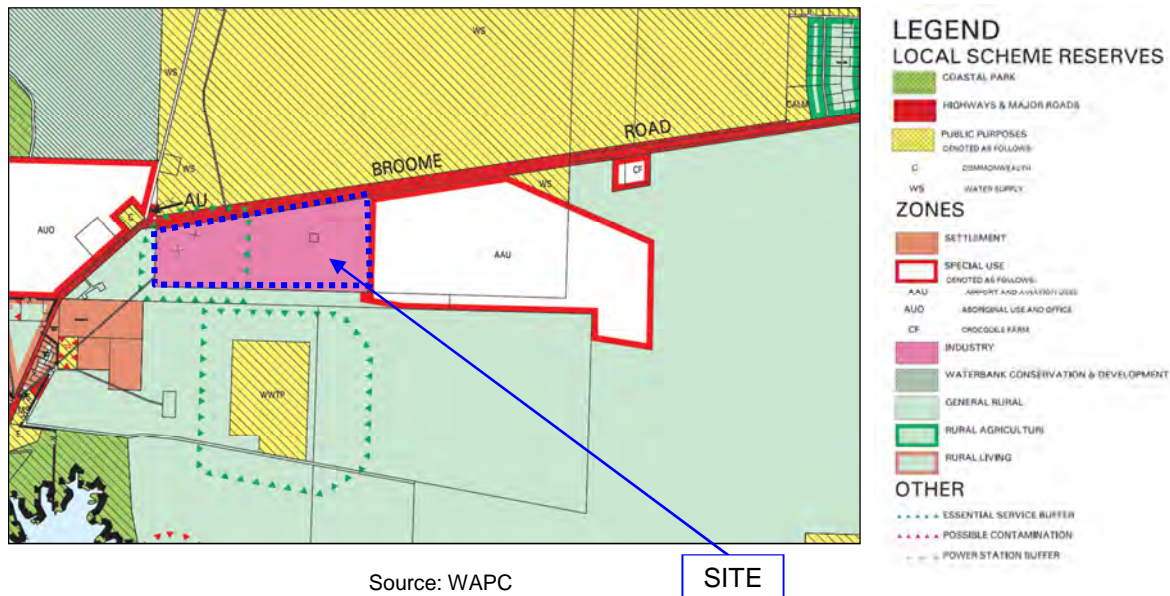 WS
WS
CALM
ROAD
BROOME
WS
WS
CF
AU
C
AUO
AAU
WWTP
Source: WAPC
SITE
LEGEND
LOCAL SCHEME RESERVES
COASTAL PARK
HIGHWAYS & MAJOR ROADS
PUBLIC PURPOSES
DENOTED AS FOLLOWS:
C COMMONWEALTH
WS WATER SUPPLY
ZONES
SETTLEMENT
SPECIAL USE
DENOTED AS FOLLOWS:
AAU AIRPORT AND AVIATION USES
AUO ABORIGINAL USE AND OFFICE
CF CROCODILE FARM
INDUSTRY
WATERBANK CONSERVATION & DEVELOPMENT
GENERAL RURAL
RURAL AGRICULTURE
RURAL LIVING
OTHER
ESSENTIAL SERVICE BUFFER
POSSIBLE CONTAMINATION
POWER STATION BUFFER